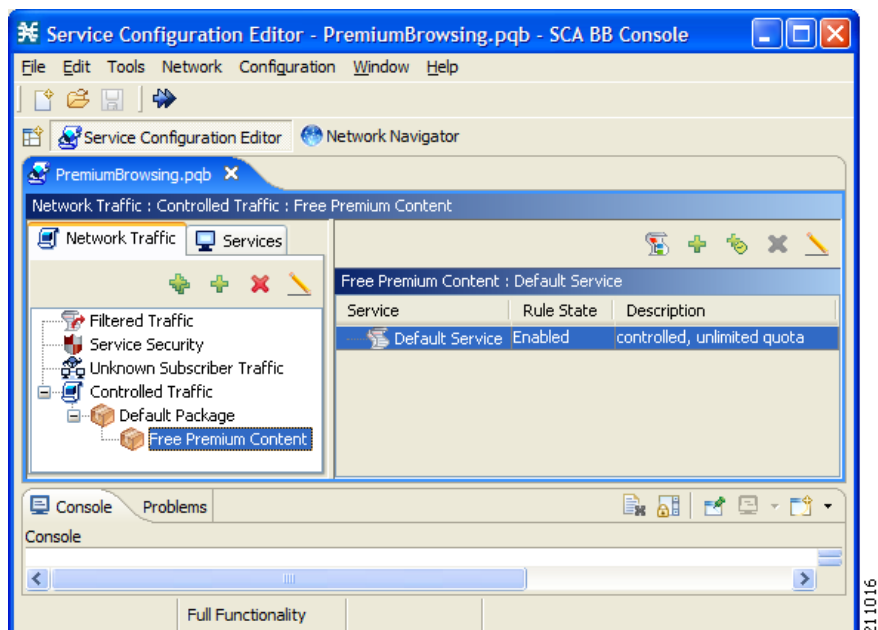 Service Configuration Editor - PremiumBrowsing.pqb - SCA BB Console
File Edit Tools Network Configuration Window Help
Service Configuration Editor Network Navigator
PremiumBrowsing.pqb
Network Traffic : Controlled Traffic : Free Premium Content
Network Traffic Services
Free Premium Content : Default Service
Service Rule State Description
Default Service Enabled controlled, unlimited quota
Filtered Traffic
Service Security
Unknown Subscriber Traffic
Controlled Traffic
Default Package
Free Premium Content
Console Problems
Console
Full Functionality
211016